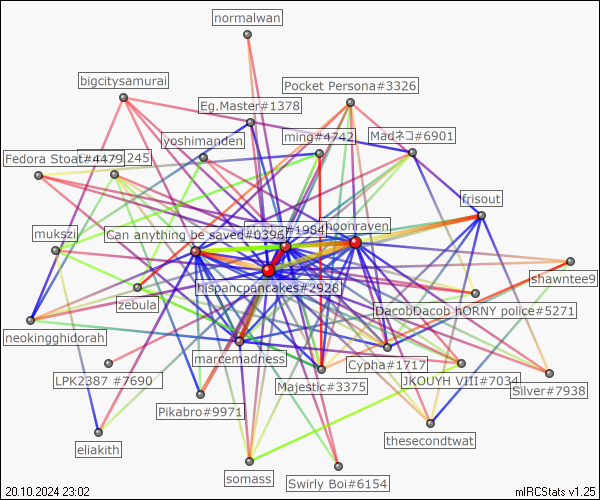 normalwan
bigcitysamurai
Pocket Persona#3326
Eg.Master#1378
ming#4742
Madネコ#6901
yoshimanden
Fedora Stoat#4479
245
frisout
mukszi
Can anything be saved#0396
#1984
hoonraven
shawntee9
hispancpancakes#2928
zebula
DacobDacob hORNY police#5271
neokingghidorah
marcemadness
Cypha#1717
LPK2387 #7690
Majestic#3375
JKOUYH VIII#7034
Silver#7938
Pikabro#9971
thesecondtwat
eliakith
somass
Swirly Boi#6154
20.10.2024 23:02
mIRCStats v1.25